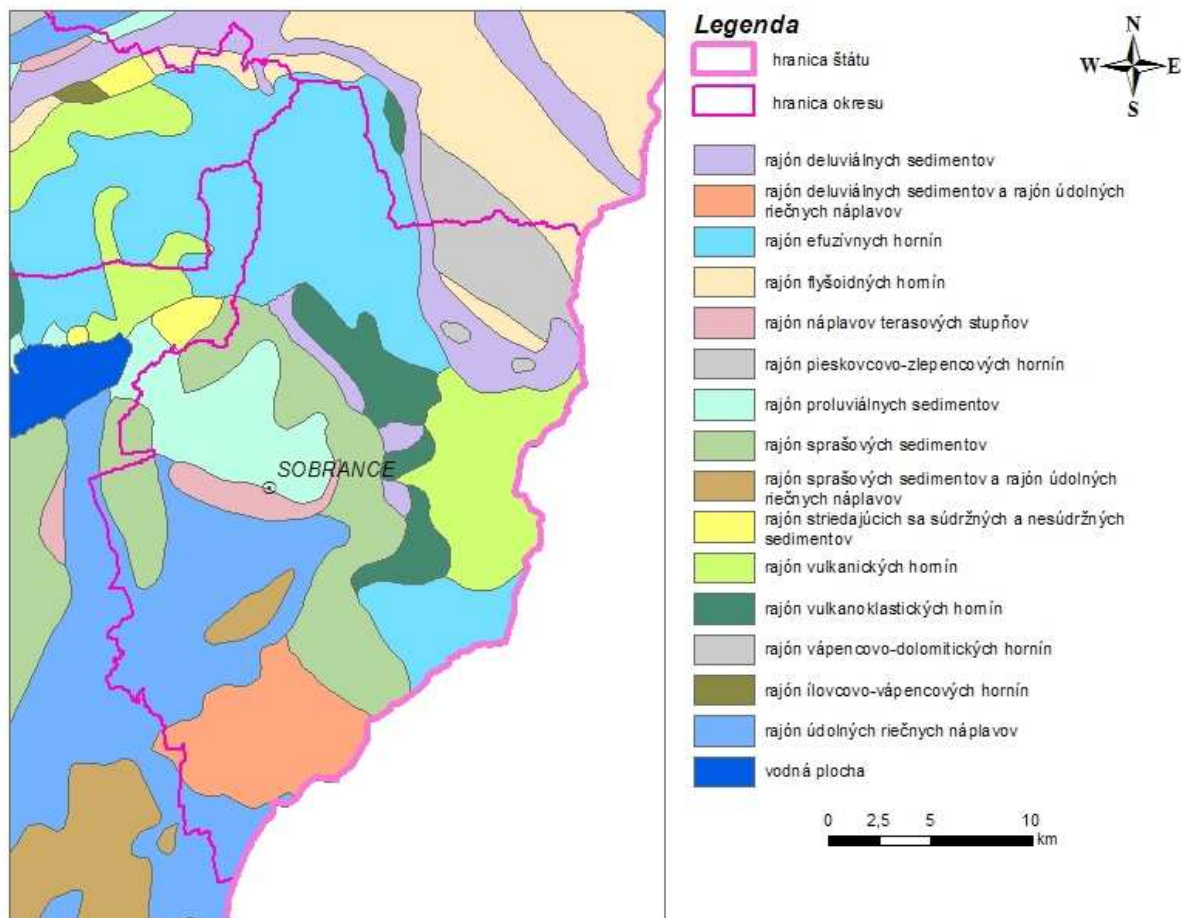 Legenda
hranica štátu
hranica okresu
N
W E
S
rajón deluviálnych sedimentov
rajón deluviálnych sedimentov a rajón údolných
riečnych náplavov
rajón efuzívnych hornín
rajón flyšoidných hornín
rajón náplavov terasových stupňov
rajón pieskovcovo-zlepencových hornín
rajón proluviálnych sedimentov
rajón sprašových sedimentov
rajón sprašových sedimentov a rajón údolných
riečnych náplavov
rajón striedajúcich sa súdržných a nesúdržných
sedimentov
rajón vulkanických hornín
rajón vulkanoklastických hornín
rajón vápencovo-dolomitických hornín
rajón ílovcovo-vápencových hornín
rajón údolných riečnych náplavov
vodná plocha
0 2,5 5 10
km
SOBRANCE